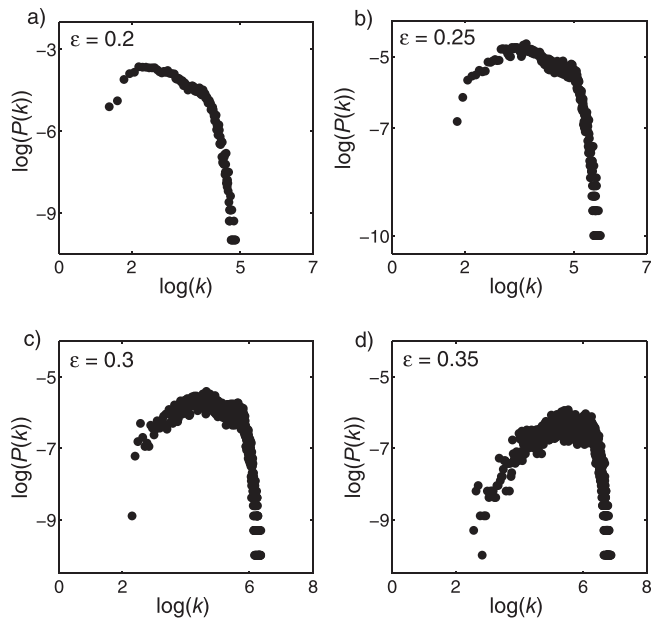 a)
ε = 0.2
−3
−6
−9
log(P(k))
0
2
5
7
log(k)
b)
ε = 0.25
−5
−7
−10
log(P(k))
0
2
5
7
log(k)
c)
ε = 0.3
−5
−7
−9
log(P(k))
0
2
6
8
log(k)
d)
ε = 0.35
−5
−7
−9
log(P(k))
0
2
6
8
log(k)